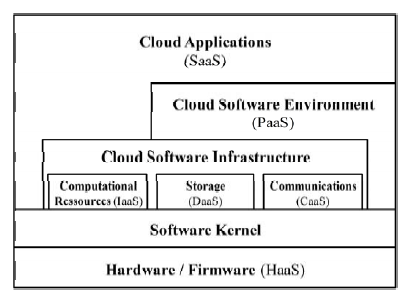 Cloud Applications
(SaaS)
Cloud Software Environment
(PaaS)
Cloud Software Infrastructure
Computational
Resources (IaaS)
Storage
(DaaS)
Communications
(CaaS)
Software Kernel
Hardware / Firmware (HaaS)